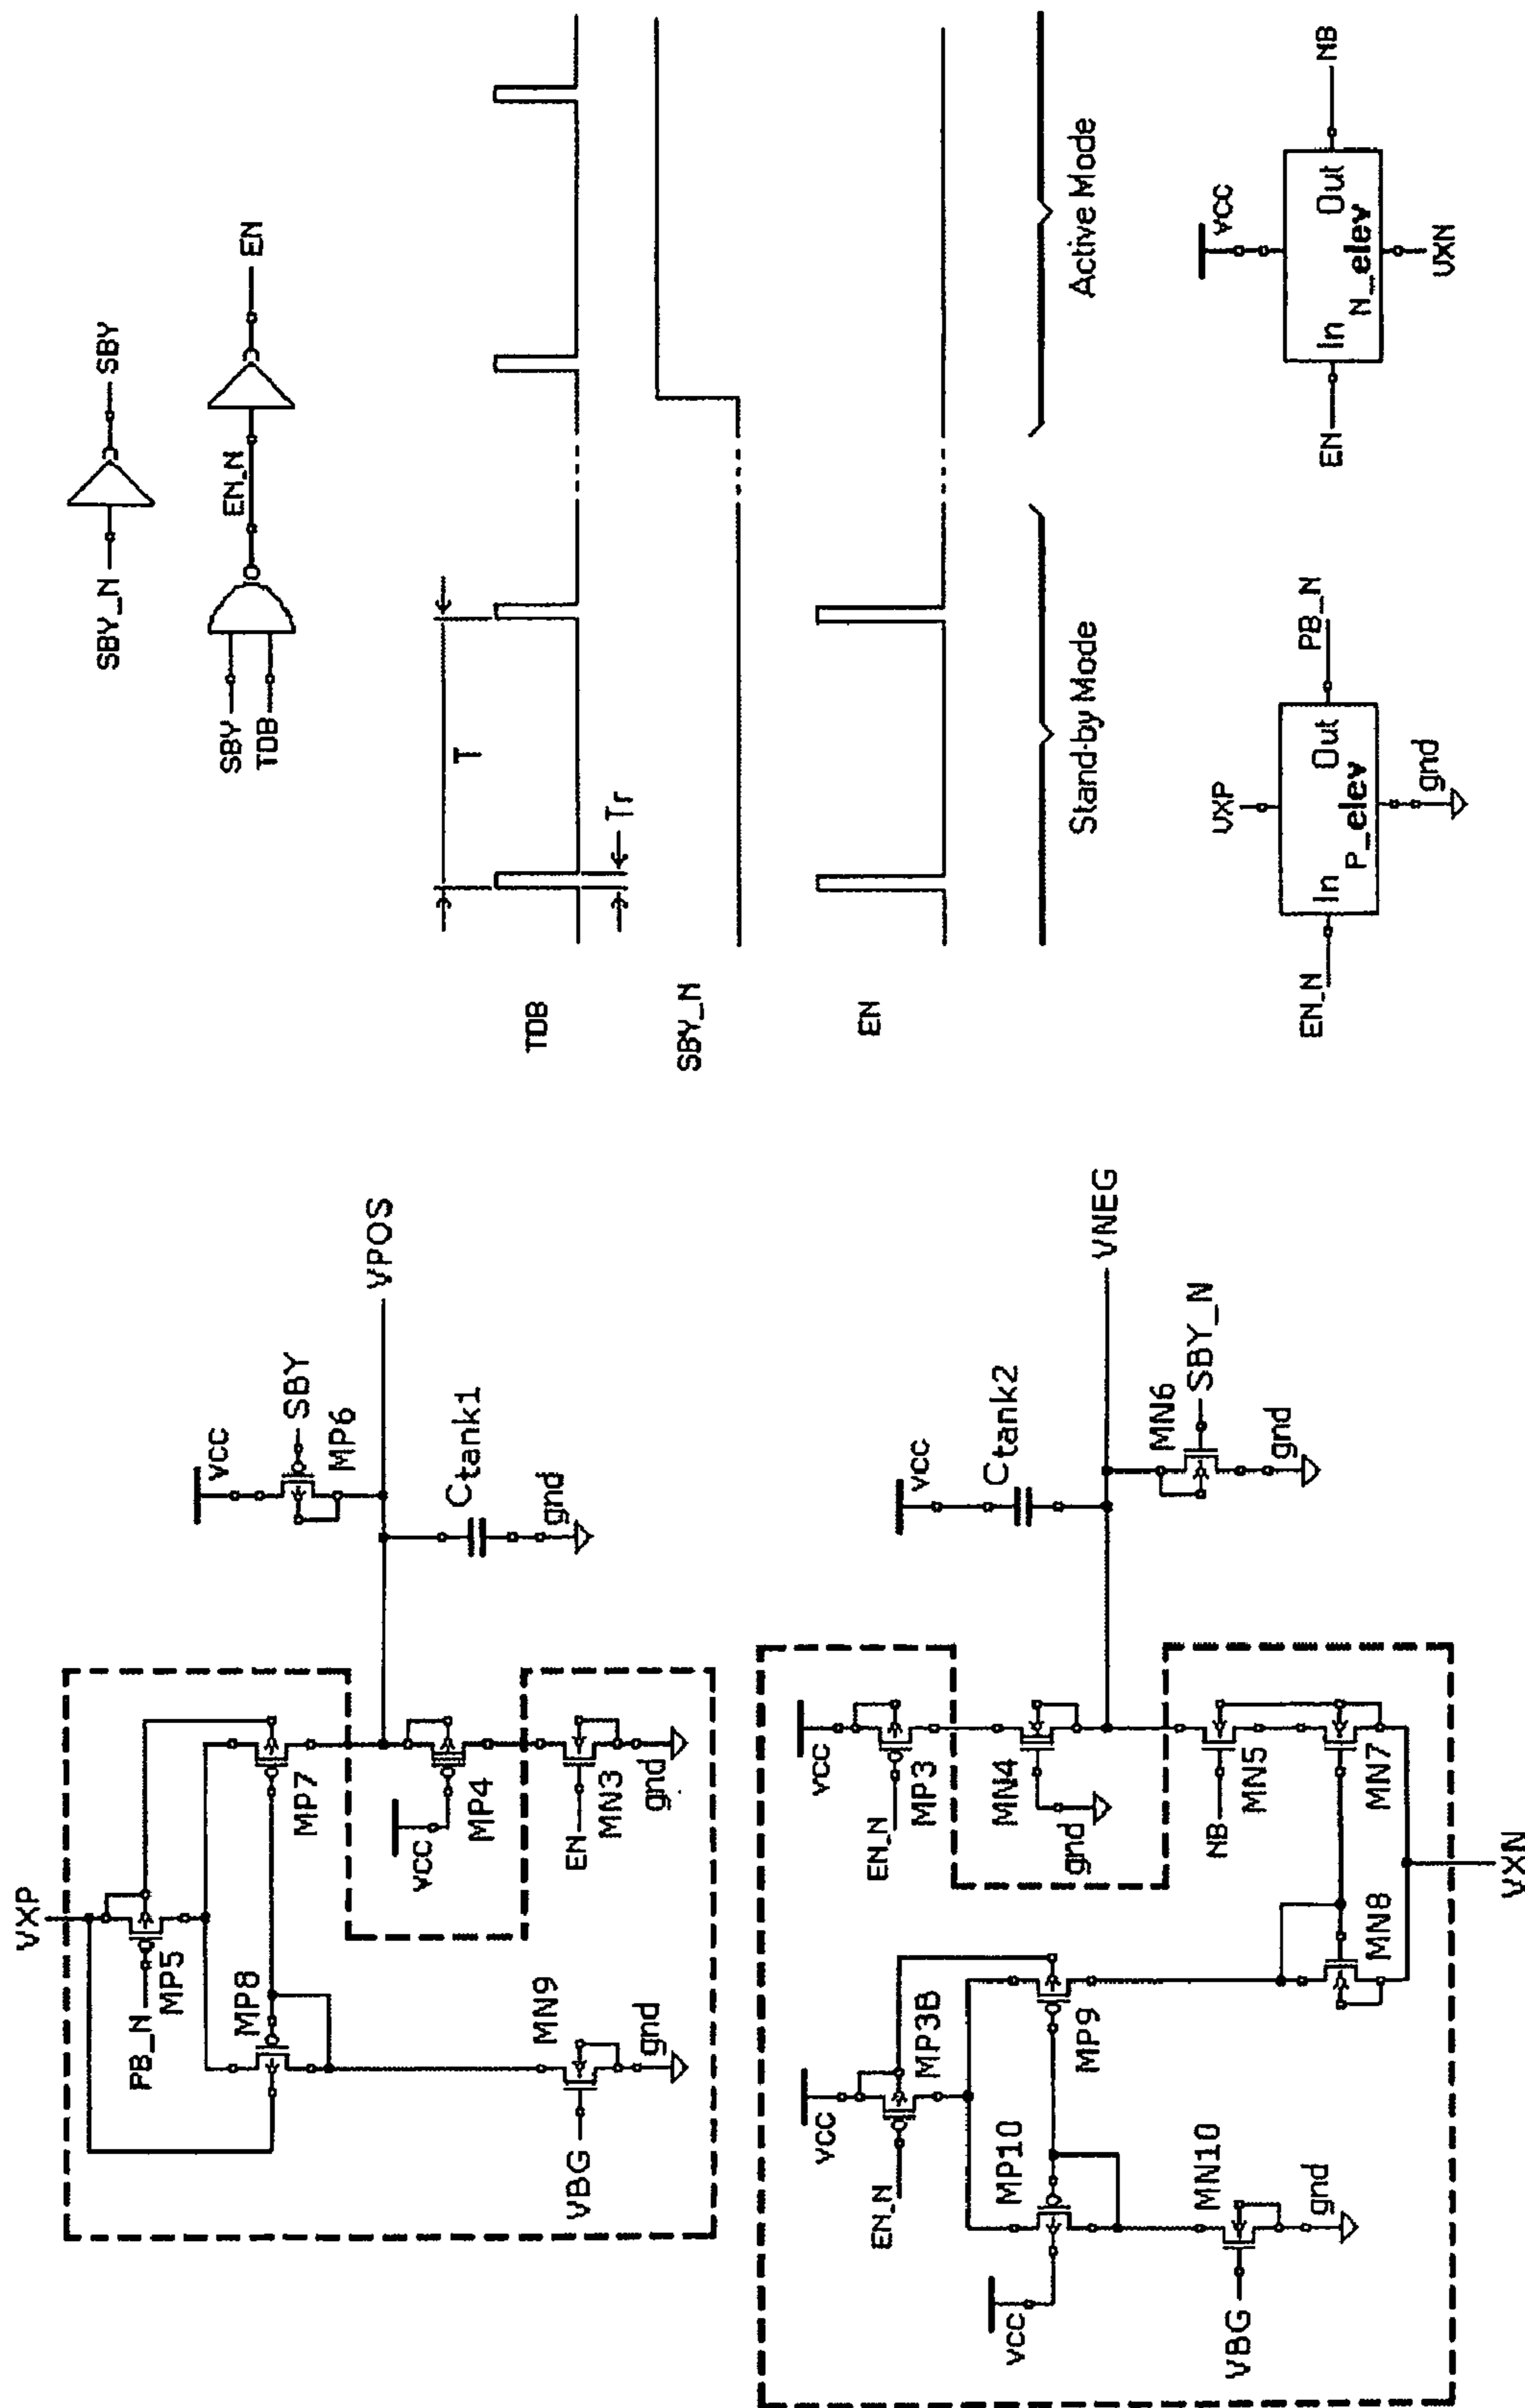 VXP
PB_N
MP5
MP8
MP7
VCC
SBY
MP6
VPOS
Ctank1
gnd
VCC
MP4
VBG
MN9
gnd
EN
MN3
gnd
VCC
EN_N
MP3B
VCC
EN_N
MP3
VCC
Ctank2
VCC
MP10
MP9
MN4
gnd
VNEG
MN6
SBY_N
gnd
VBG
MN10
gnd
MN8
NB
MN5
MN7
VXN
SBY_N
SBY
SBY
TOB
EN_N
EN
T
TOB
Tr
SBY_N
EN
Stand-by Mode
Active Mode
VXP
EN_N
In
Out
P_elev
PB_N
gnd
VCC
EN
In
Out
N_elev
NB
VXN